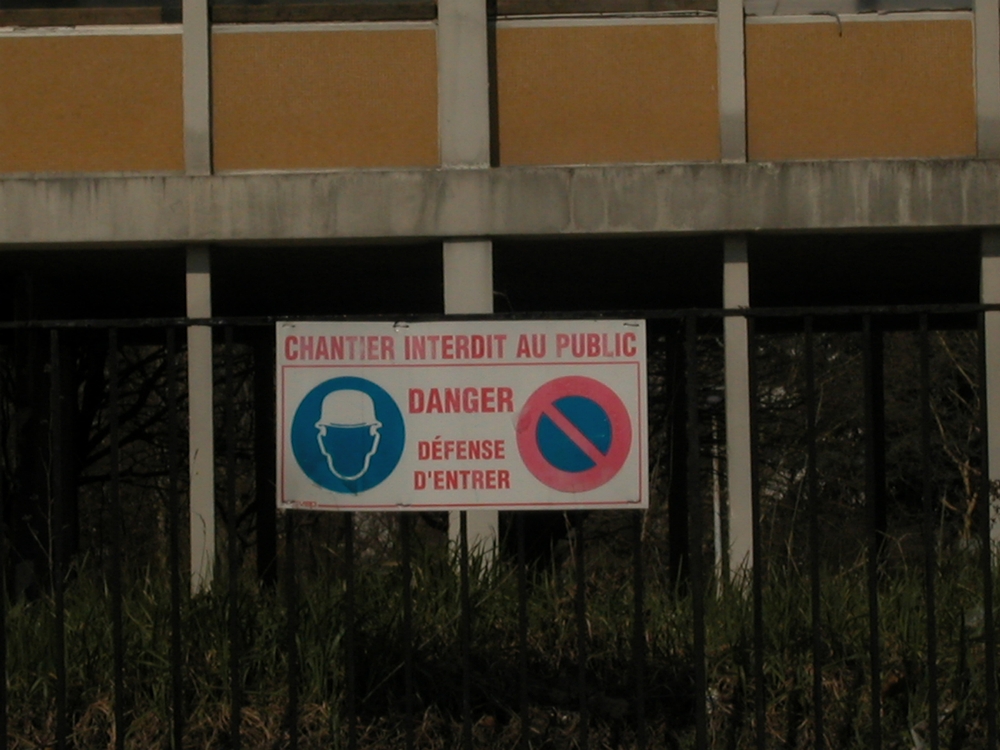 CHANTIER INTERDIT AU PUBLIC
DANGER
DÉFENSE
D'ENTRER